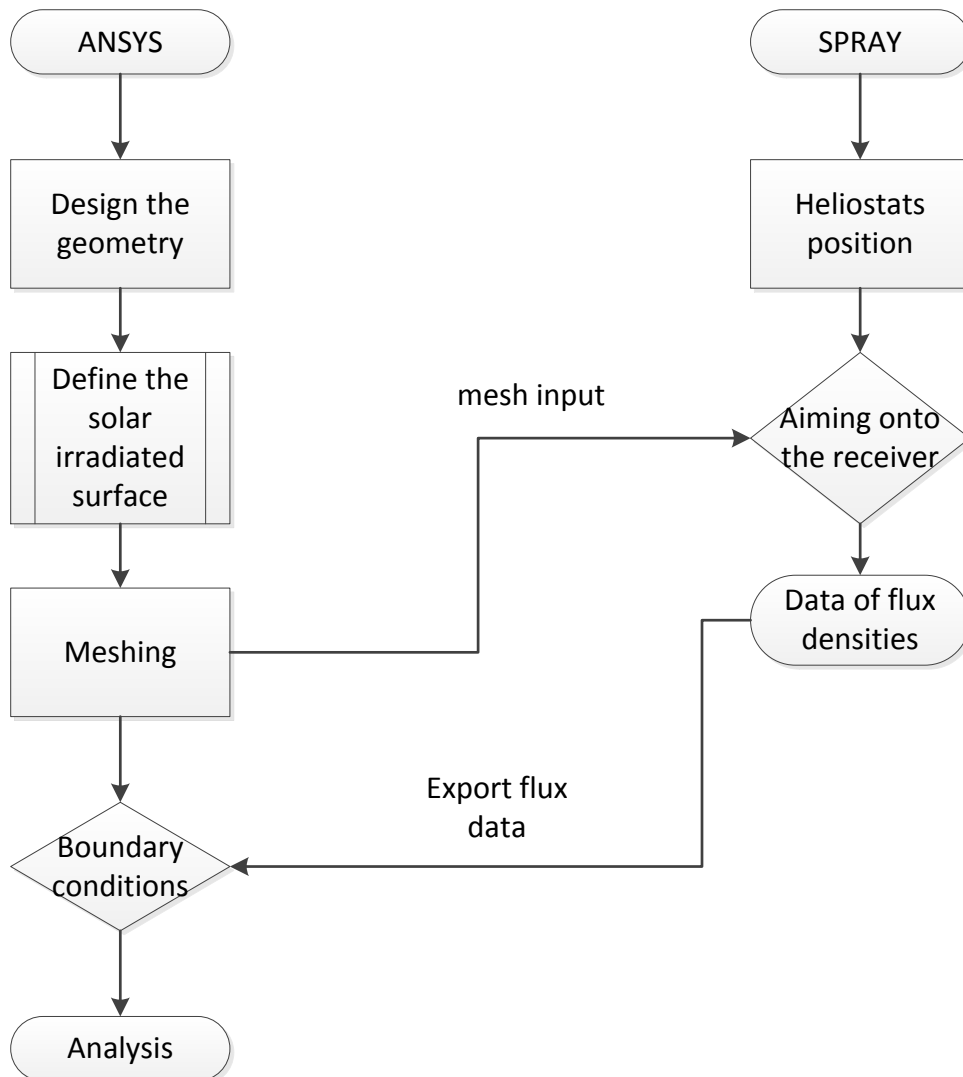 ANSYS
SPRAY
Design the
geometry
Heliostats
position
Define the
solar
irradiated
surface
mesh input
Aiming onto
the receiver
Meshing
Data of flux
densities
Export flux
data
Boundary
conditions
Analysis